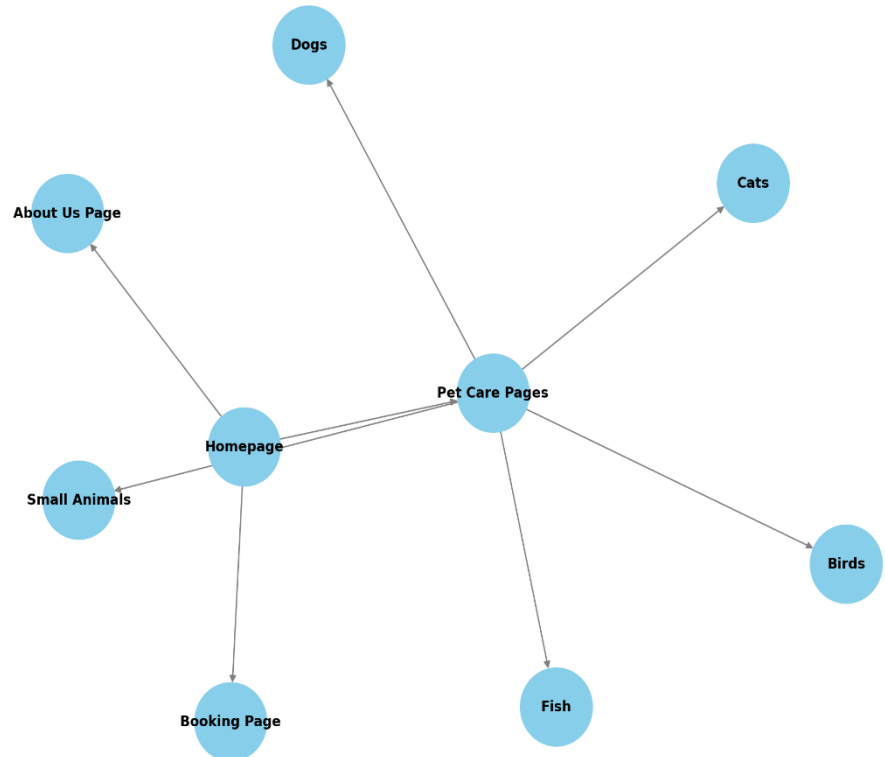 Dogs
Cats
About Us Page
Pet Care Pages
Homepage
Small Animals
Birds
Fish
Booking Page